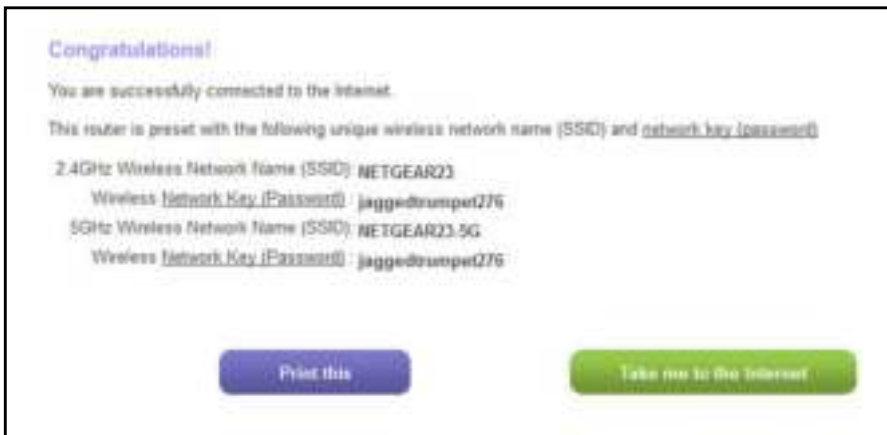 Congratulations!
You are successfully connected to the Internet.
This router is preset with the following unique wireless network name (SSID) and network key (password)
2.4GHz Wireless Network Name (SSID): NETGEAR23
Wireless Network Key (Password) : jaggedtrumpet276
5GHz Wireless Network Name (SSID): NETGEAR23-5G
Wireless Network Key (Password) : jaggedtrumpet276
Print this
Take me to the Internet